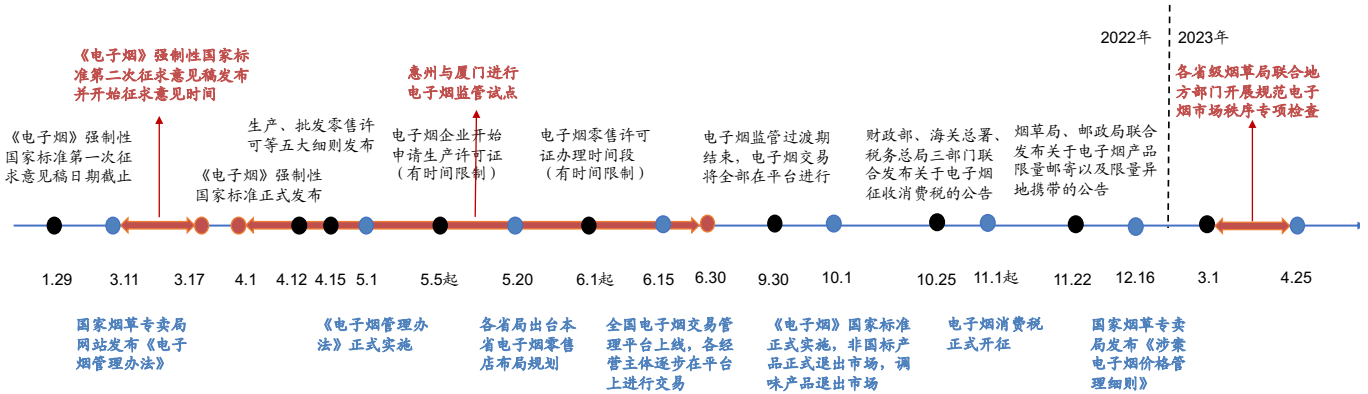 2022年
2023年
《电子烟》强制性国家标
准第二次征求意见稿发布
并开始征求意见时间
惠州与厦门进行
电子烟监管试点
各省级烟草局联合地
方部门开展规范电子
烟市场秩序专项检查
《电子烟》强制性
国家标准第一次征
求意见稿日期截止
生产、批发零售许
可等五大细则发布
《电子烟》强制性
国家标准正式发布
电子烟企业开始
申请生产许可证
（有时间限制）
电子烟零售许可
证办理时间段
（有时间限制）
电子烟监管过渡期
结束，电子烟交易
将全部在平台进行
财政部、海关总署、
税务总局三部门联
合发布关于电子烟
征收消费税的公告
烟草局、邮政局联合
发布关于电子烟产品
限量邮寄以及限量异
地携带的公告
1.29
3.11
3.17
4.1
4.12
4.15
5.1
5.5起
5.20
6.1起
6.15
6.30
9.30
10.1
10.25
11.1起
11.22
12.16
3.1
4.25
国家烟草专卖局
网站发布《电子
烟管理办法》
《电子烟管理办
法》正式实施
各省局出台本
省电子烟零售
店布局规划
全国电子烟交易管
理平台上线，各经
营主体逐步在平台
上进行交易
《电子烟》国家标准
正式实施，非国标产
品正式退出市场，调
味产品退出市场
电子烟消费税
正式开征
国家烟草专卖
局发布《涉案
电子烟价格管
理细则》